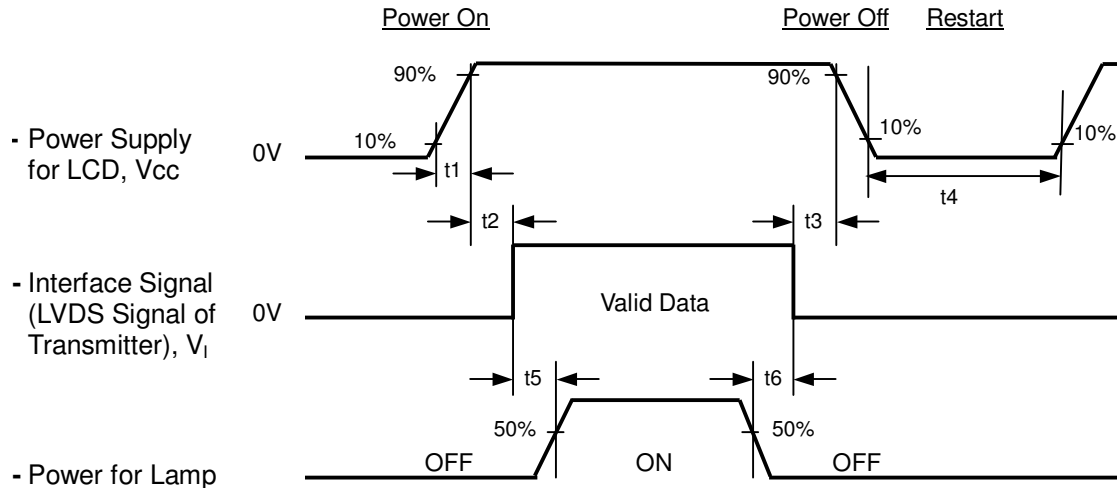 Power On
Power Off
Restart
90%
90%
10%
10%
10%
- Power Supply
for LCD, Vcc
0V
t1
t4
t2
t3
- Interface Signal
(LVDS Signal of
Transmitter), VI
0V
Valid Data
t5
t6
50%
50%
- Power for Lamp
OFF
ON
OFF